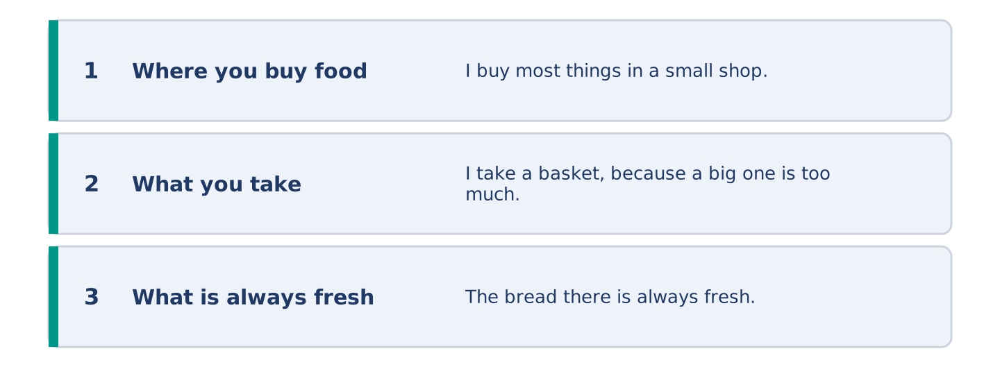 1 Where you buy food I buy most things in a small shop.
2 What you take I take a basket, because a big one is too
much.
3 What is always fresh The bread there is always fresh.